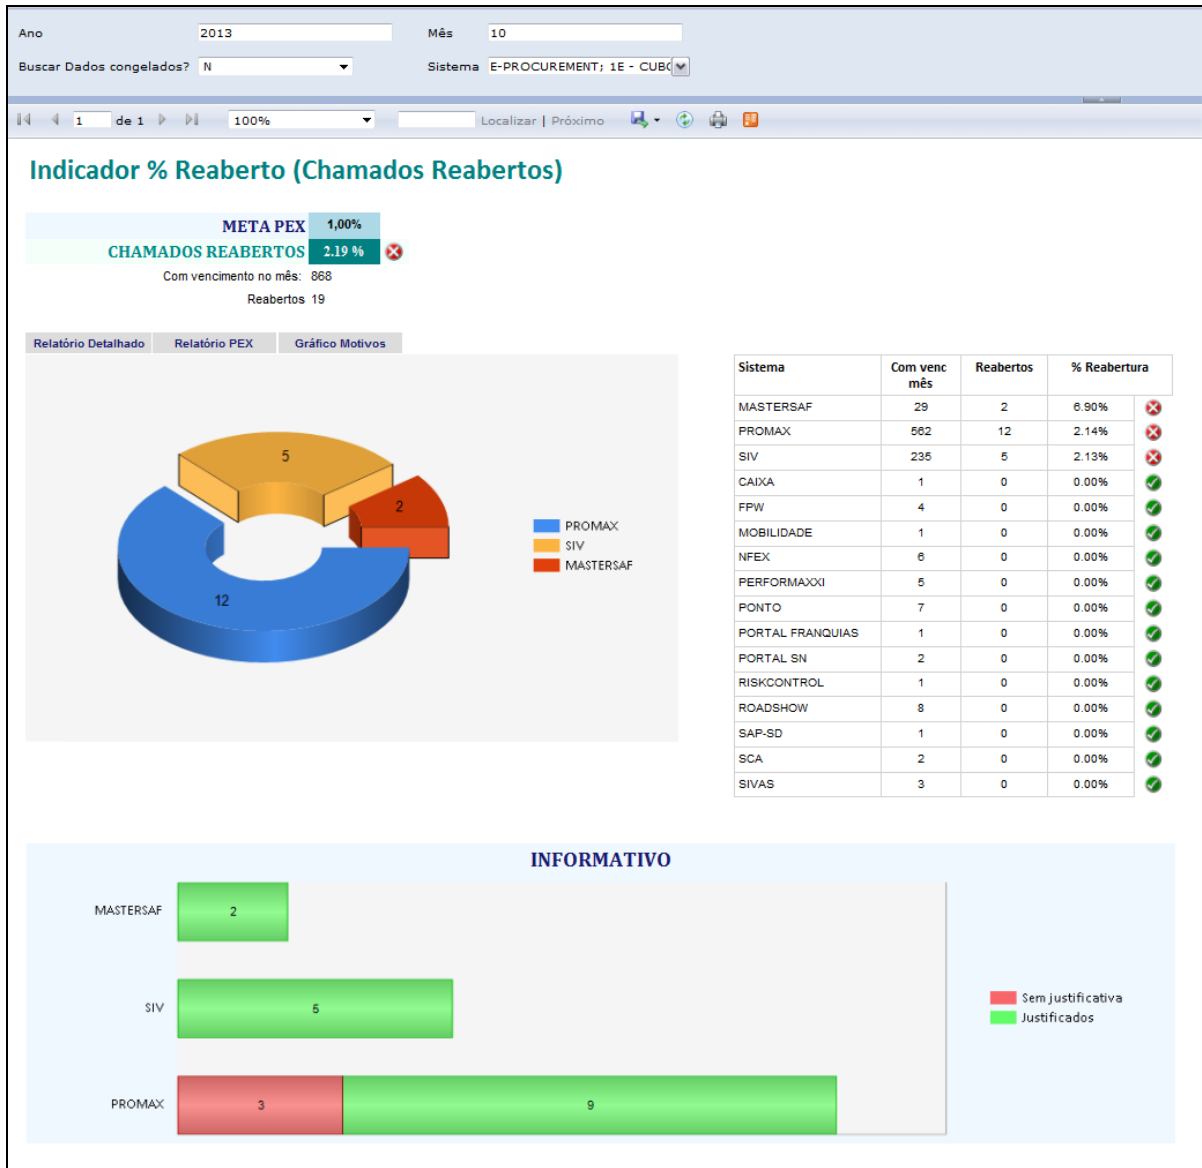 Ano 2013 Mês 10
Buscar Dados congelados? N Sistema E-PROCUREMENT; 1E - CUBO
1 de 1 100% Localizar | Próximo
Indicador % Reaberto (Chamados Reabertos)
META PEX 1,00%
CHAMADOS REABERTOS 2.19 %
Com vencimento no mês: 868
Reabertos 19
Relatório Detalhado Relatório PEX Gráfico Motivos
5
2
12
PROMAX
SIV
MASTERSAF
Sistema Com venc mês Reabertos % Reabertura
MASTERSAF 29 2 6.90%
PROMAX 562 12 2.14%
SIV 235 5 2.13%
CAIXA 1 0 0.00%
FPW 4 0 0.00%
MOBILIDADE 1 0 0.00%
NFEX 6 0 0.00%
PERFORMAXXI 5 0 0.00%
PONTO 7 0 0.00%
PORTAL FRANQUIAS 1 0 0.00%
PORTAL SN 2 0 0.00%
RISKCONTROL 1 0 0.00%
ROADSHOW 8 0 0.00%
SAP-SD 1 0 0.00%
SCA 2 0 0.00%
SIVAS 3 0 0.00%
INFORMATIVO
MASTERSAF 2
SIV 5
PROMAX 3 9
Sem justificativa
Justificados